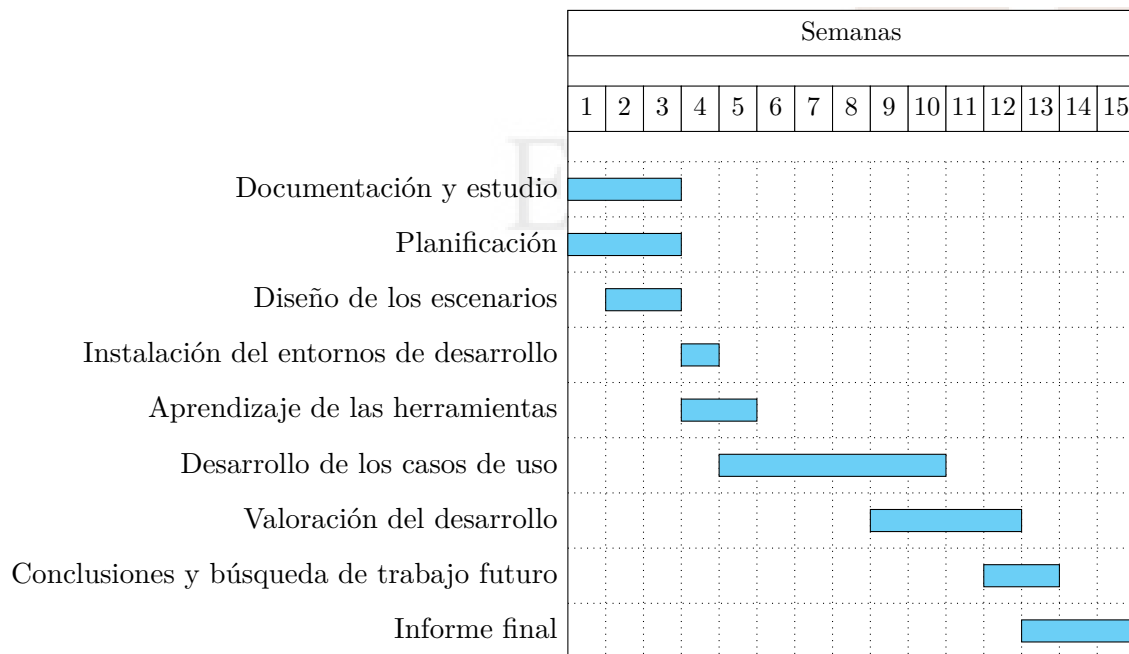 Semanas
1 2 3 4 5 6 7 8 9 10 11 12 13 14 15
E
Documentación y estudio
Planificación
Diseño de los escenarios
Instalación del entornos de desarrollo
Aprendizaje de las herramientas
Desarrollo de los casos de uso
Valoración del desarrollo
Conclusiones y búsqueda de trabajo futuro
Informe final